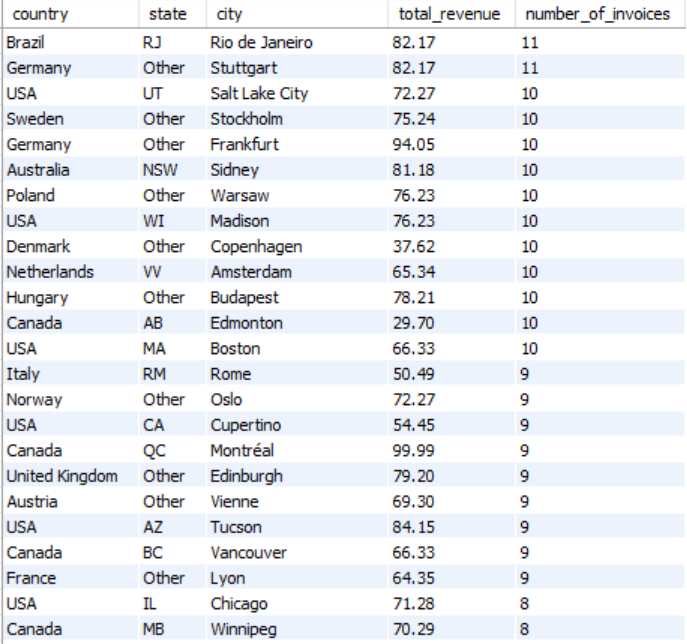 country state city total_revenue number_of_invoices
Brazil RJ Rio de Janeiro 82.17 11
Germany Other Stuttgart 82.17 11
USA UT Salt Lake City 72.27 10
Sweden Other Stockholm 75.24 10
Germany Other Frankfurt 94.05 10
Australia NSW Sidney 81.18 10
Poland Other Warsaw 76.23 10
USA WI Madison 76.23 10
Denmark Other Copenhagen 37.62 10
Netherlands VV Amsterdam 65.34 10
Hungary Other Budapest 78.21 10
Canada AB Edmonton 29.70 10
USA MA Boston 66.33 10
Italy RM Rome 50.49 9
Norway Other Oslo 72.27 9
USA CA Cupertino 54.45 9
Canada QC Montréal 99.99 9
United Kingdom Other Edinburgh 79.20 9
Austria Other Vienne 69.30 9
USA AZ Tucson 84.15 9
Canada BC Vancouver 66.33 9
France Other Lyon 64.35 9
USA IL Chicago 71.28 8
Canada MB Winnipeg 70.29 8